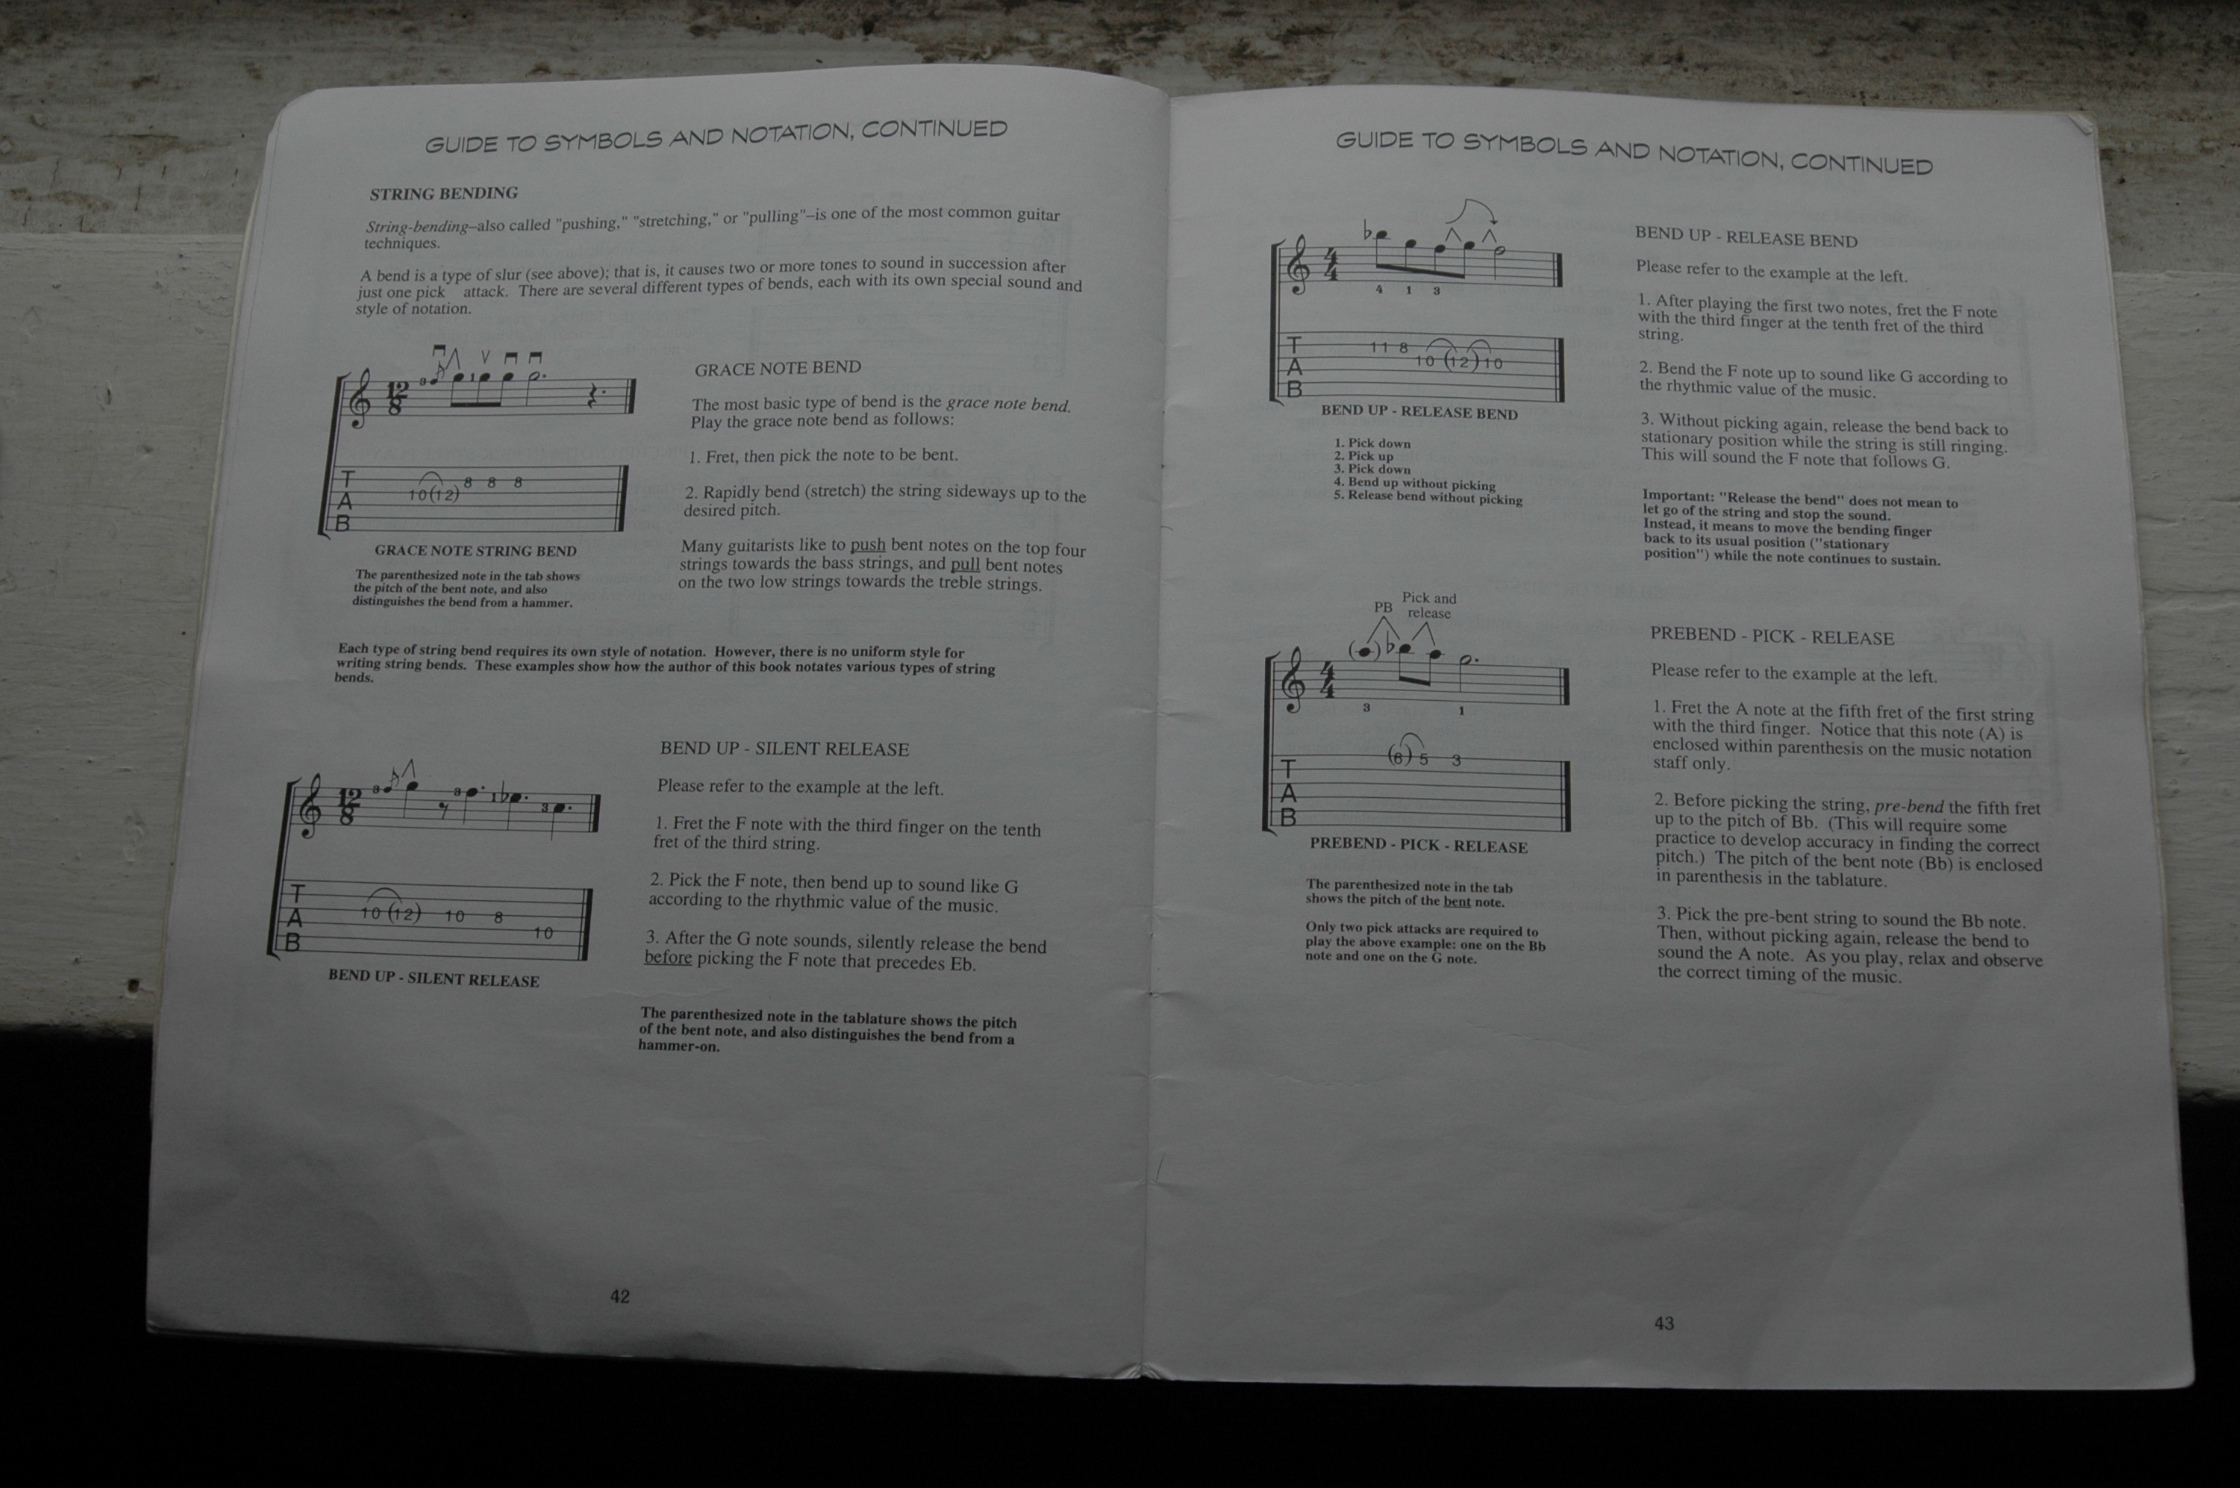 GUIDE TO SYMBOLS AND NOTATION, CONTINUED
STRING BENDING
String-bending–also called "pushing," "stretching," or "pulling"–is one of the most common guitar
techniques.
A bend is a type of slur (see above); that is, it causes two or more tones to sound in succession after
just one pick attack. There are several different types of bends, each with its own special sound and
style of notation.
12
8
3
1
1
T
A
B
10(12) 8 8 8
GRACE NOTE STRING BEND
The parenthesized note in the tab shows
the pitch of the bent note, and also
distinguishes the bend from a hammer.
GRACE NOTE BEND
The most basic type of bend is the grace note bend.
Play the grace note bend as follows:
1. Fret, then pick the note to be bent.
2. Rapidly bend (stretch) the string sideways up to the
desired pitch.
Many guitarists like to push bent notes on the top four
strings towards the bass strings, and pull bent notes
on the two low strings towards the treble strings.
Each type of string bend requires its own style of notation. However, there is no uniform style for
writing string bends. These examples show how the author of this book notates various types of string
bends.
12
8
3
3
1
3
T
A
B
10(12) 10 8 10
BEND UP - SILENT RELEASE
BEND UP - SILENT RELEASE
Please refer to the example at the left.
1. Fret the F note with the third finger on the tenth
fret of the third string.
2. Pick the F note, then bend up to sound like G
according to the rhythmic value of the music.
3. After the G note sounds, silently release the bend
before picking the F note that precedes Eb.
The parenthesized note in the tablature shows the pitch
of the bent note, and also distinguishes the bend from a
hammer-on.
42
GUIDE TO SYMBOLS AND NOTATION, CONTINUED
4
4
4 1 3
T
A
B
11 8 10 (12) 10
BEND UP - RELEASE BEND
1. Pick down
2. Pick up
3. Pick down
4. Bend up without picking
5. Release bend without picking
BEND UP - RELEASE BEND
Please refer to the example at the left.
1. After playing the first two notes, fret the F note
with the third finger at the tenth fret of the third
string.
2. Bend the F note up to sound like G according to
the rhythmic value of the music.
3. Without picking again, release the bend back to
stationary position while the string is still ringing.
This will sound the F note that follows G.
Important: "Release the bend" does not mean to
let go of the string and stop the sound.
Instead, it means to move the bending finger
back to its usual position ("stationary
position") while the note continues to sustain.
PB Pick and
release
4
4
3 1
T
A
B
(6) 5 3
PREBEND - PICK - RELEASE
The parenthesized note in the tab
shows the pitch of the bent note.
Only two pick attacks are required to
play the above example: one on the Bb
note and one on the G note.
PREBEND - PICK - RELEASE
Please refer to the example at the left.
1. Fret the A note at the fifth fret of the first string
with the third finger. Notice that this note (A) is
enclosed within parenthesis on the music notation
staff only.
2. Before picking the string, pre-bend the fifth fret
up to the pitch of Bb. (This will require some
practice to develop accuracy in finding the correct
pitch.) The pitch of the bent note (Bb) is enclosed
in parenthesis in the tablature.
3. Pick the pre-bent string to sound the Bb note.
Then, without picking again, release the bend to
sound the A note. As you play, relax and observe
the correct timing of the music.
43